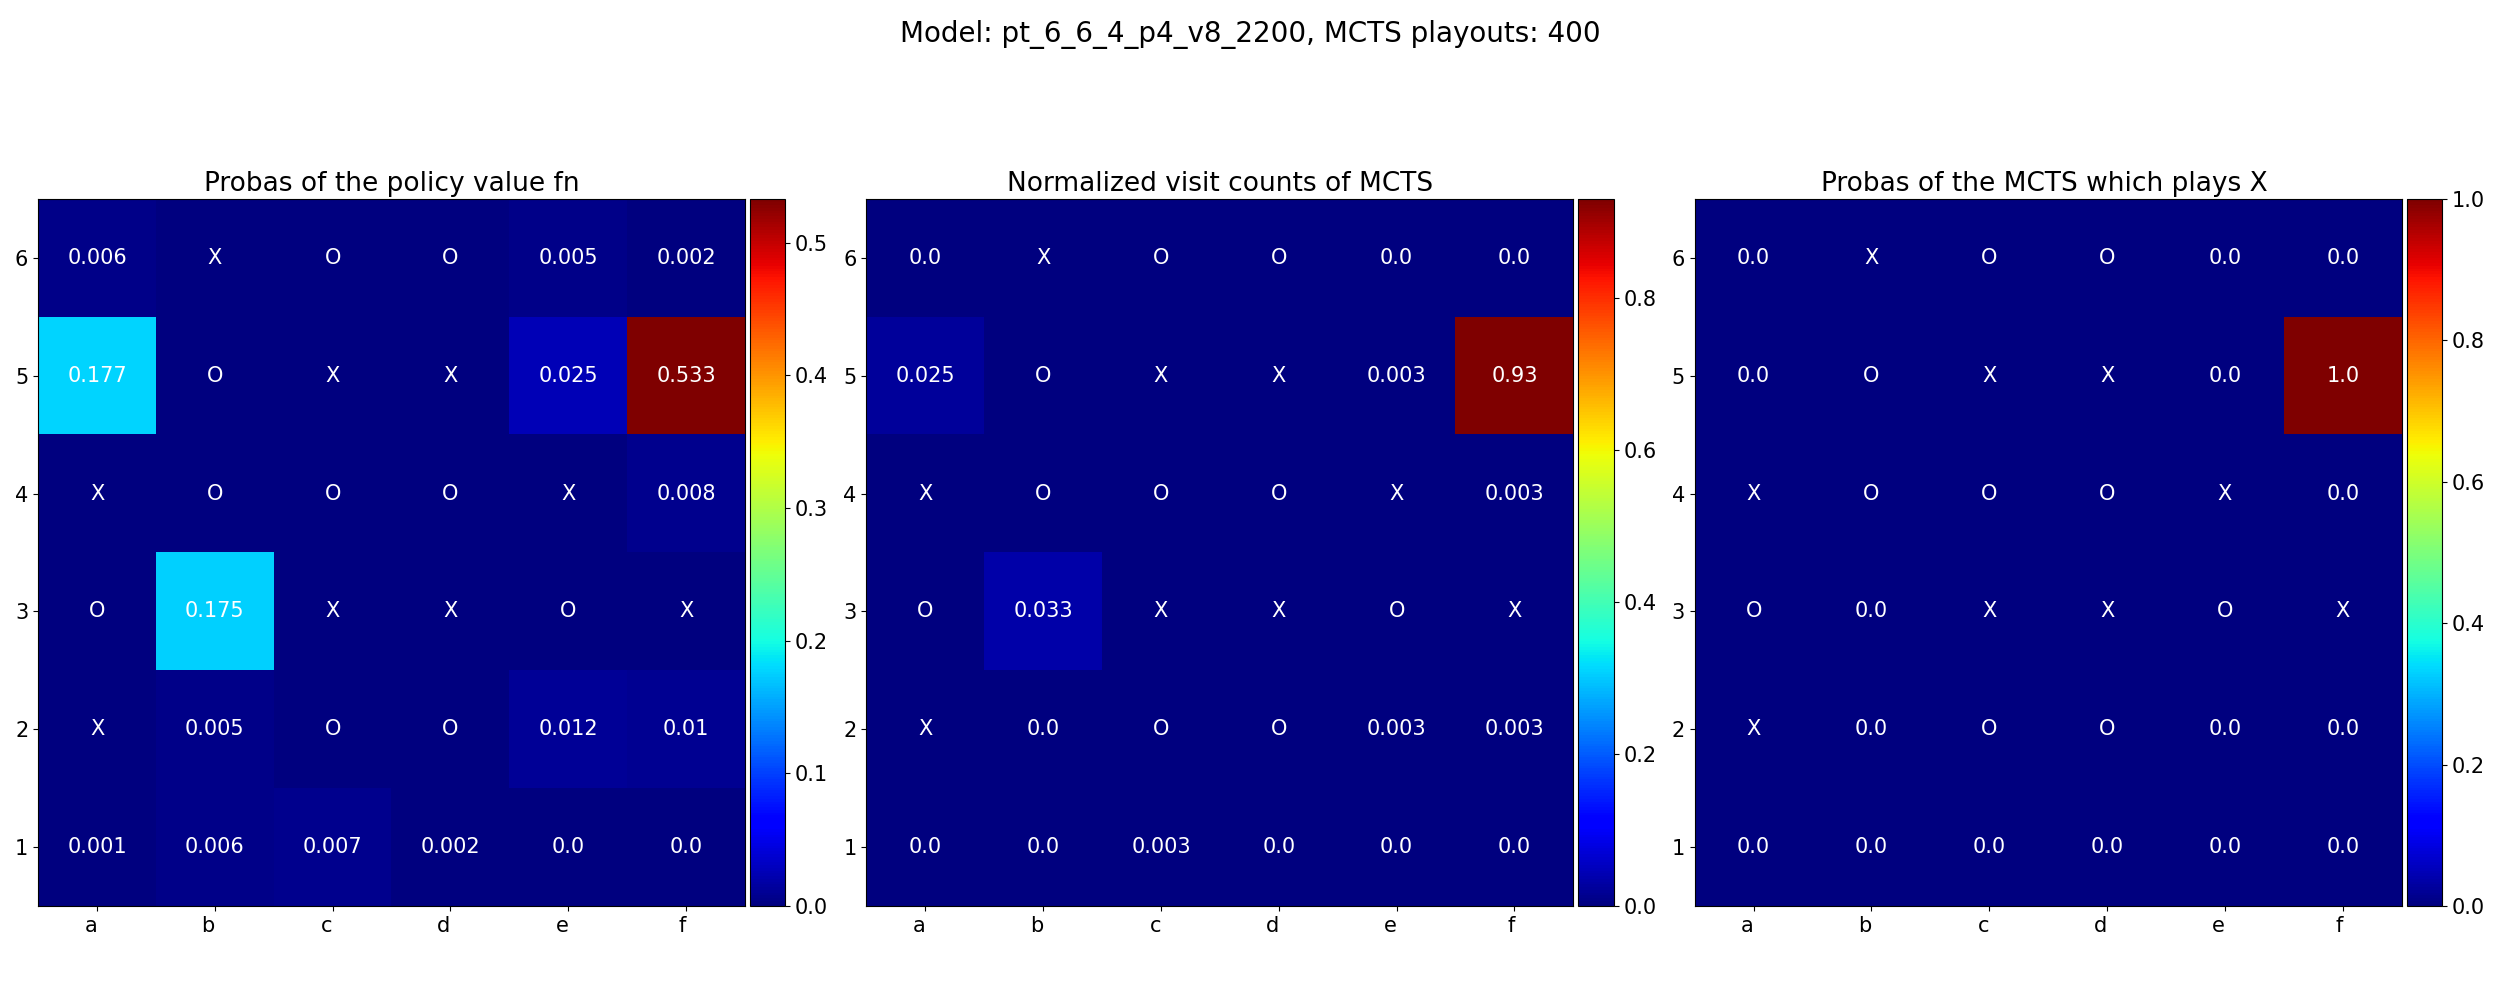 Model: pt_6_6_4_p4_v8_2200, MCTS playouts: 400
Probas of the policy value fn
6 0.006 X O O 0.005 0.002
5 0.177 O X X 0.025 0.533
4 X O O O X 0.008
3 O 0.175 X X O X
2 X 0.005 O O 0.012 0.01
1 0.001 0.006 0.007 0.002 0.0 0.0
a b c d e f
0.5
0.4
0.3
0.2
0.1
0.0
Normalized visit counts of MCTS
6 0.0 X O O 0.0 0.0
5 0.025 O X X 0.003 0.93
4 X O O O X 0.003
3 O 0.033 X X O X
2 X 0.0 O O 0.003 0.003
1 0.0 0.0 0.003 0.0 0.0 0.0
a b c d e f
0.8
0.6
0.4
0.2
0.0
Probas of the MCTS which plays X
6 0.0 X O O 0.0 0.0
5 0.0 O X X 0.0 1.0
4 X O O O X 0.0
3 O 0.0 X X O X
2 X 0.0 O O 0.0 0.0
1 0.0 0.0 0.0 0.0 0.0 0.0
a b c d e f
1.0
0.8
0.6
0.4
0.2
0.0